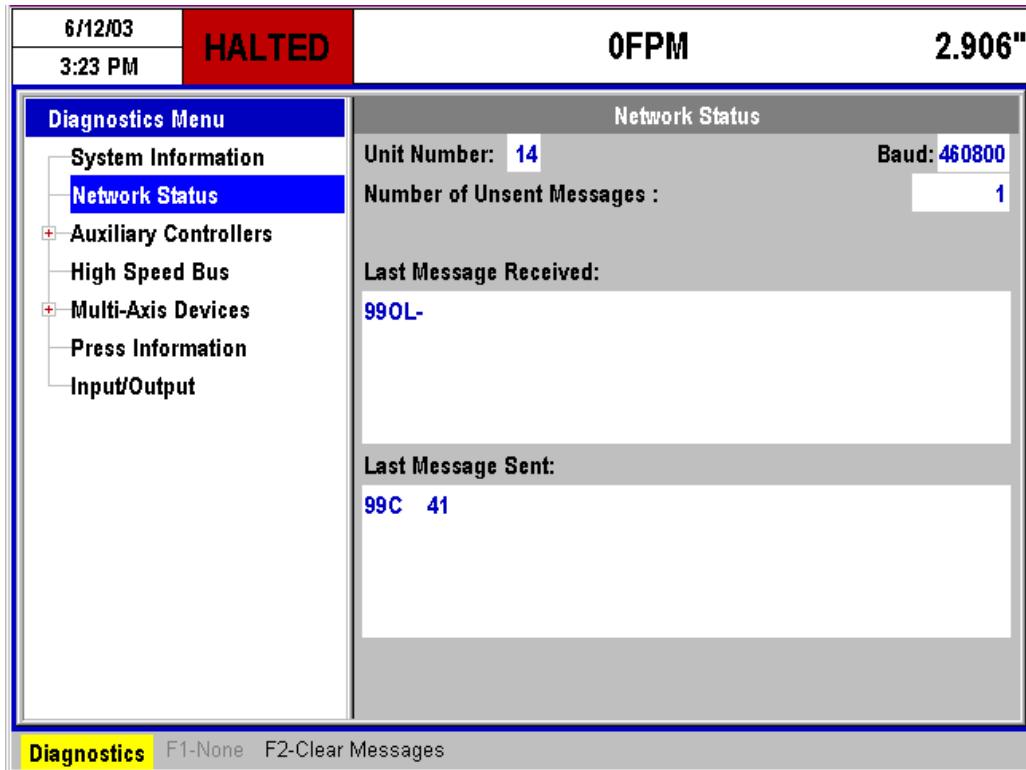 6/12/03
3:23 PM
HALTED
0FPM
2.906"
Diagnostics Menu
System Information
Network Status
Auxiliary Controllers
High Speed Bus
Multi-Axis Devices
Press Information
Input/Output
Network Status
Unit Number: 14
Baud: 460800
Number of Unsent Messages : 1
Last Message Received:
99OL-
Last Message Sent:
99C 41
Diagnostics F1-None F2-Clear Messages